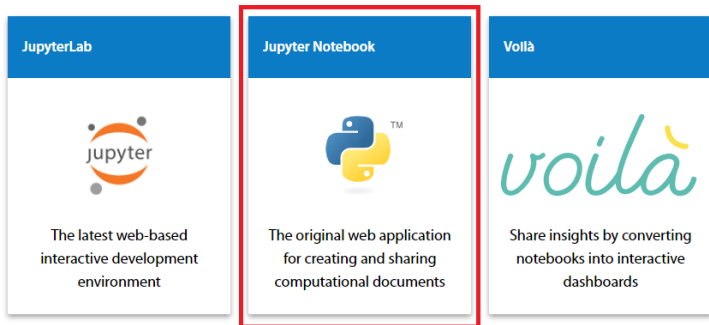 JupyterLab
jupyter
The latest web-based
interactive development
environment
Jupyter Notebook
TM
The original web application
for creating and sharing
computational documents
Voilà
voilà
Share insights by converting
notebooks into interactive
dashboards